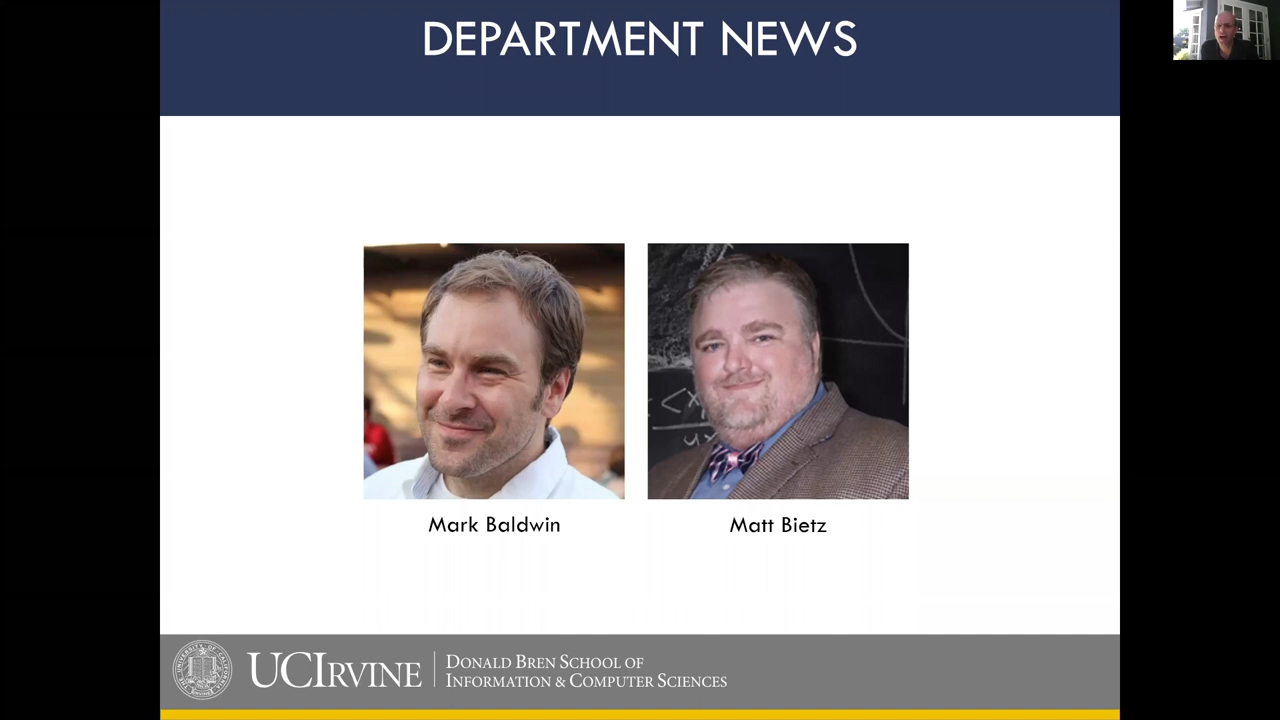 DEPARTMENT NEWS
Mark Baldwin
Matt Bietz
UCIRVINE
DONALD BREN SCHOOL OF
INFORMATION & COMPUTER SCIENCES